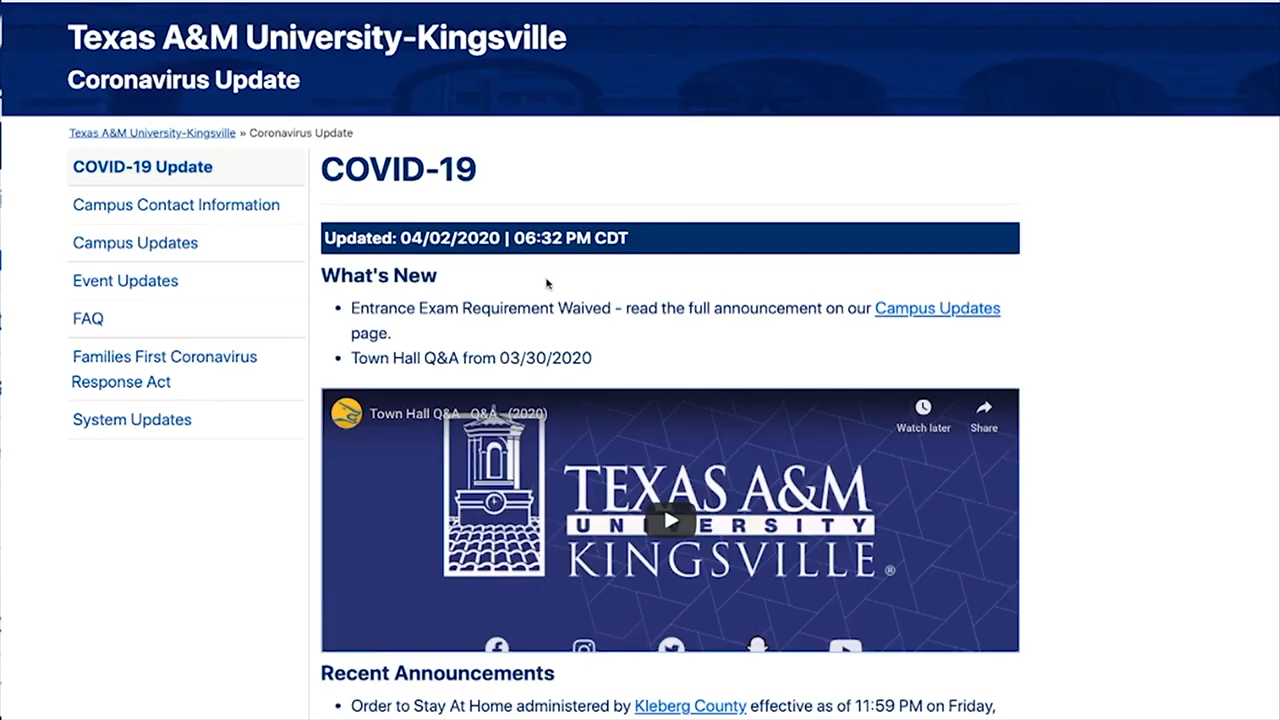 Texas A&M University-Kingsville
Coronavirus Update
Texas A&M University-Kingsville » Coronavirus Update
COVID-19 Update
Campus Contact Information
Campus Updates
Event Updates
FAQ
Families First Coronavirus
Response Act
System Updates
COVID-19
Updated: 04/02/2020 | 06:32 PM CDT
What's New
• Entrance Exam Requirement Waived - read the full announcement on our Campus Updates
page.
• Town Hall Q&A from 03/30/2020
Town Hall Q&A - Q&A - (2020)
Watch later
Share
TEXAS A&M
UNIVERSITY
KINGSVILLE®
Recent Announcements
• Order to Stay At Home administered by Kleberg County effective as of 11:59 PM on Friday,